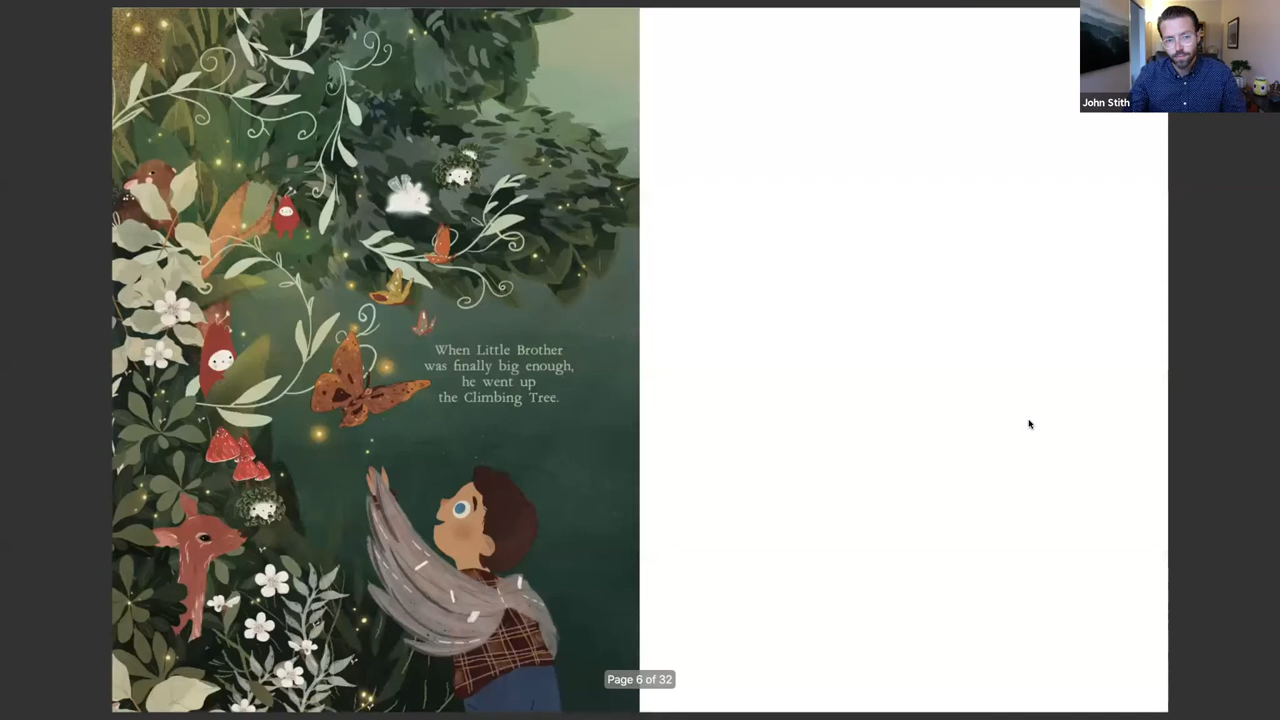 John Stith
When Little Brother
was finally big enough,
he went up
the Climbing Tree.
Page 6 of 32